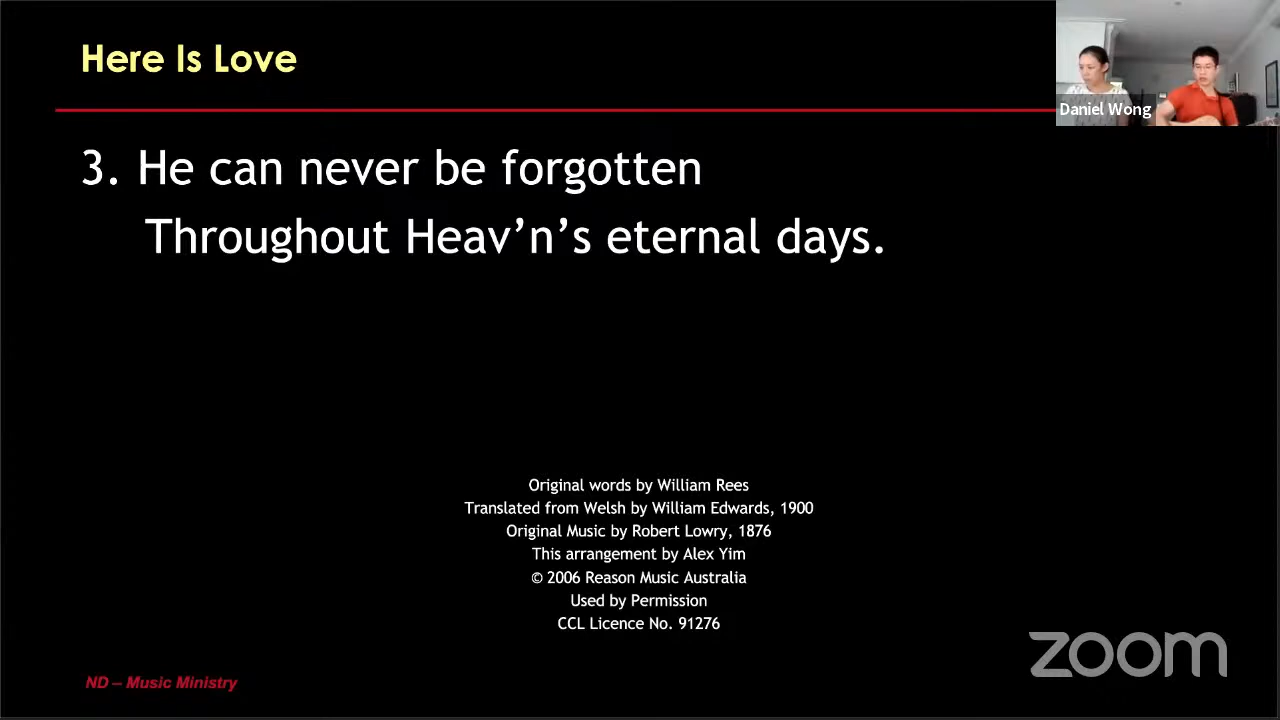 Here Is Love
Daniel Wong
3. He can never be forgotten
Throughout Heav’n’s eternal days.
Original words by William Rees
Translated from Welsh by William Edwards, 1900
Original Music by Robert Lowry, 1876
This arrangement by Alex Yim
© 2006 Reason Music Australia
Used by Permission
CCL Licence No. 91276
zoom
ND – Music Ministry